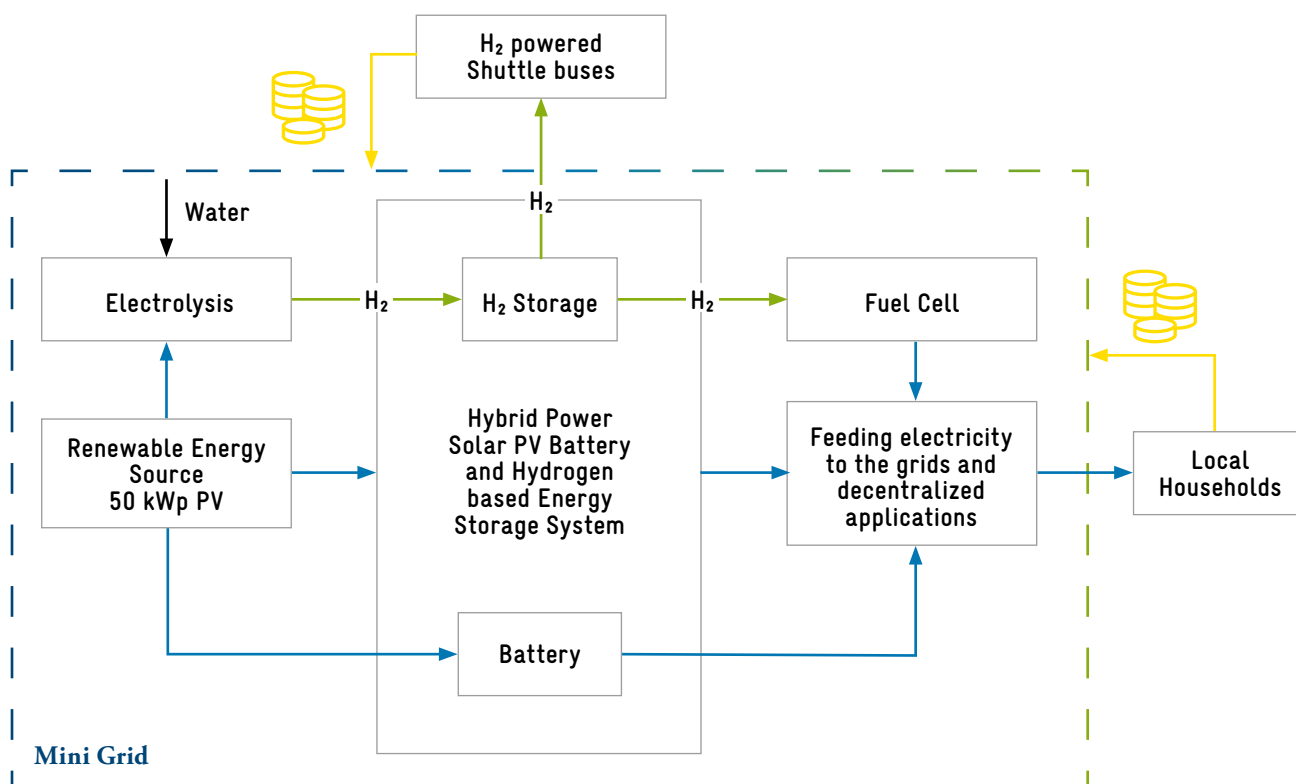 H₂ powered
Shuttle buses
Water
H₂
Electrolysis
H₂
H₂ Storage
H₂
Fuel Cell
Renewable Energy
Source
50 kWp PV
Hybrid Power
Solar PV Battery
and Hydrogen
based Energy
Storage System
Feeding electricity
to the grids and
decentralized
applications
Local
Households
Battery
Mini Grid